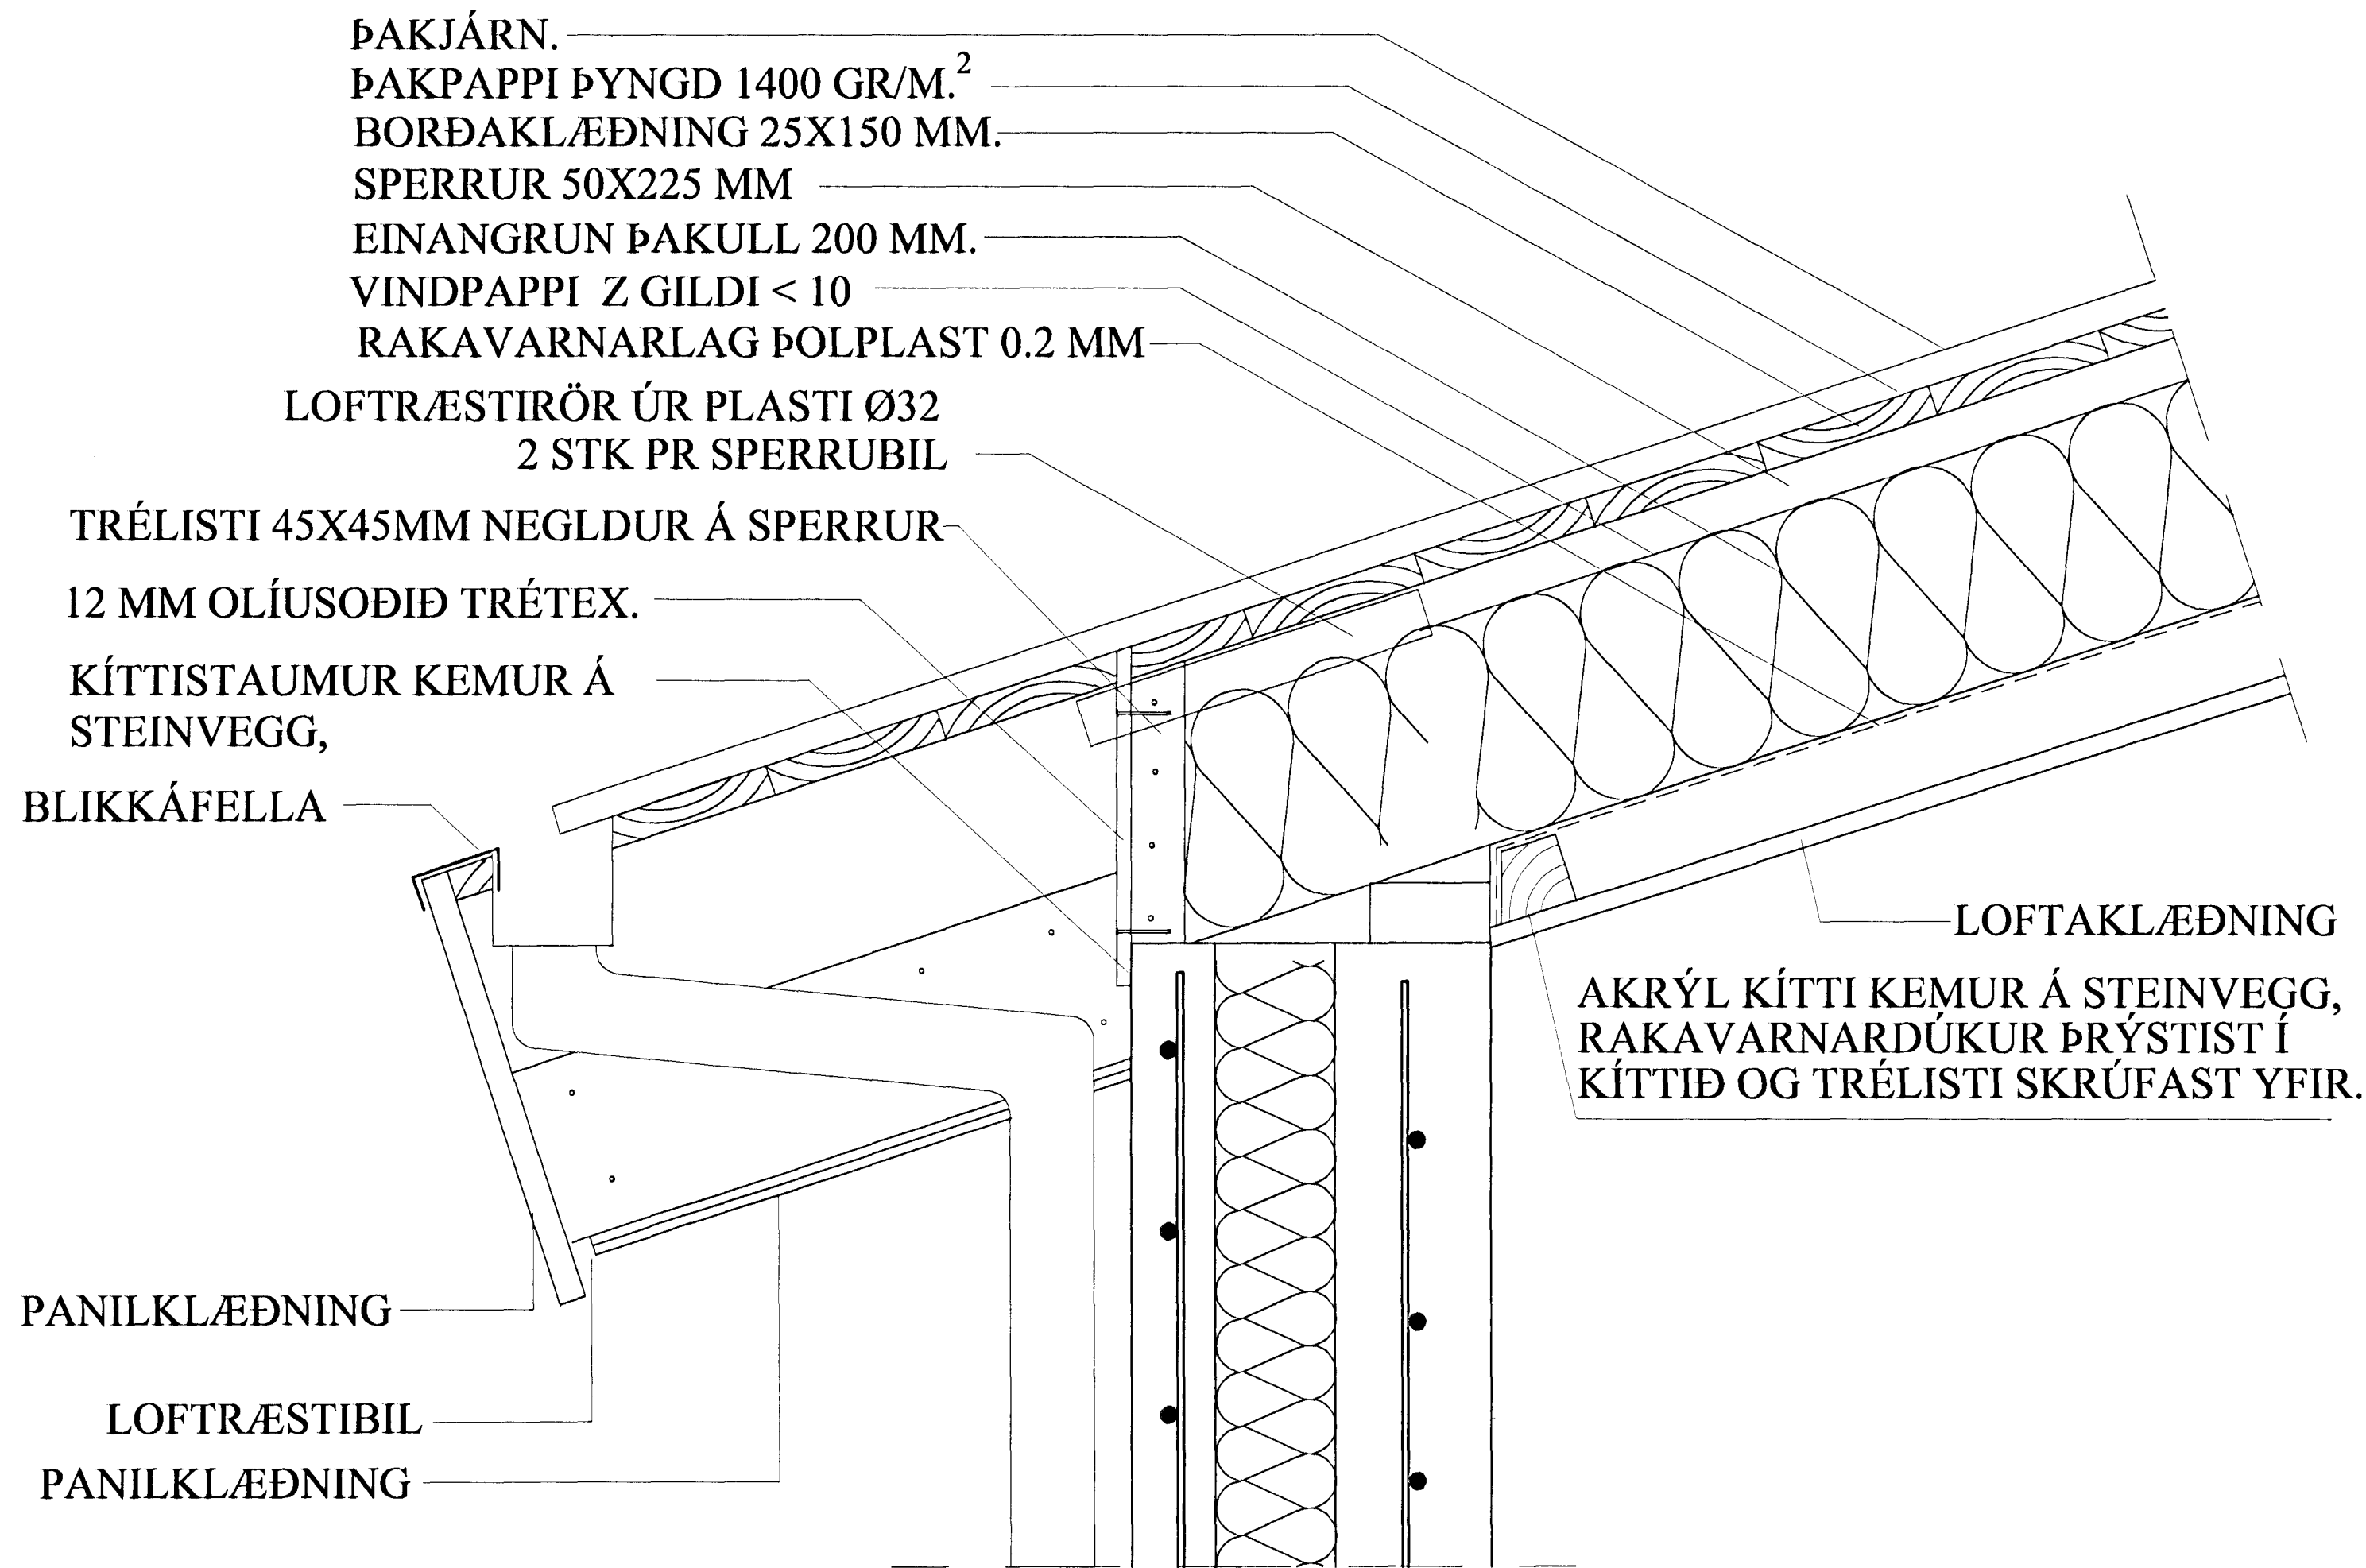 ÞAKJÁRN.
ÞAKPAPPI ÞYNGD 1400 GR/M.²
BORÐAKLÆÐNING 25X150 MM.
SPERRUR 50X225 MM
EINANGRUN ÞAKULL 200 MM.
VINDPAPPI Z GILDI < 10
RAKAVARNARLAG ÞOLPLAST 0.2 MM
LOFTRÆSTIRÖR ÚR PLASTI Ø32
2 STK PR SPERRUBIL
TRÉLISTI 45X45MM NEGLDUR Á SPERRUR
12 MM OLÍUSOÐIÐ TRÉTEX.
KÍTTISTAUMUR KEMUR Á
STEINVEGG,
BLIKKÁFELLA
LOFTAKLÆÐNING
AKRÝL KÍTTI KEMUR Á STEINVEGG,
RAKAVARNARDÚKUR ÞRÝSTIST Í
KÍTTIÐ OG TRÉLISTI SKRÚFAST YFIR.
PANILKLÆÐNING
LOFTRÆSTIBIL
PANILKLÆÐNING